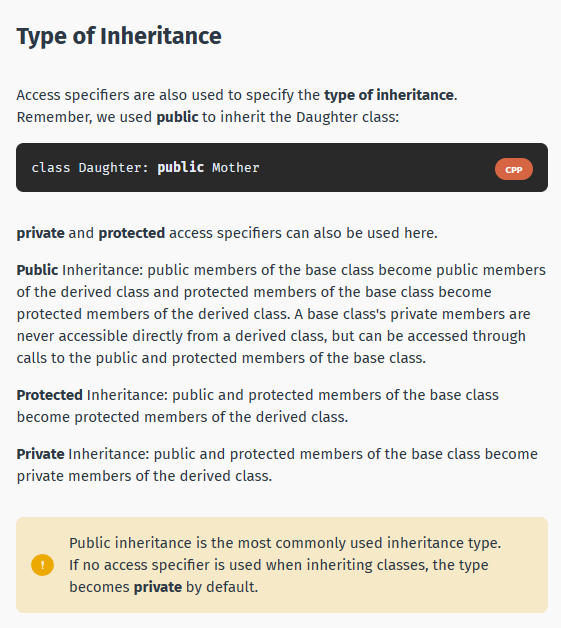 Type of Inheritance
Access specifiers are also used to specify the type of inheritance.
Remember, we used public to inherit the Daughter class:
class Daughter: public Mother
CPP
private and protected access specifiers can also be used here.
Public Inheritance: public members of the base class become public members
of the derived class and protected members of the base class become
protected members of the derived class. A base class's private members are
never accessible directly from a derived class, but can be accessed through
calls to the public and protected members of the base class.
Protected Inheritance: public and protected members of the base class
become protected members of the derived class.
Private Inheritance: public and protected members of the base class become
private members of the derived class.
!
Public inheritance is the most commonly used inheritance type.
If no access specifier is used when inheriting classes, the type
becomes private by default.